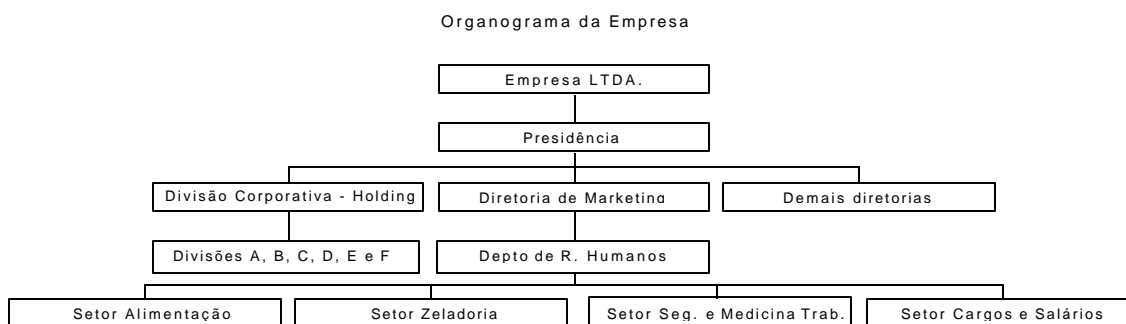 Organograma da Empresa
Empresa LTDA.
Presidência
Divisão Corporativa - Holding
Diretoria de Marketing
Demais diretorias
Divisões A, B, C, D, E e F
Depto de R. Humanos
Setor Alimentação
Setor Zeladoria
Setor Seg. e Medicina Trab.
Setor Cargos e Salários